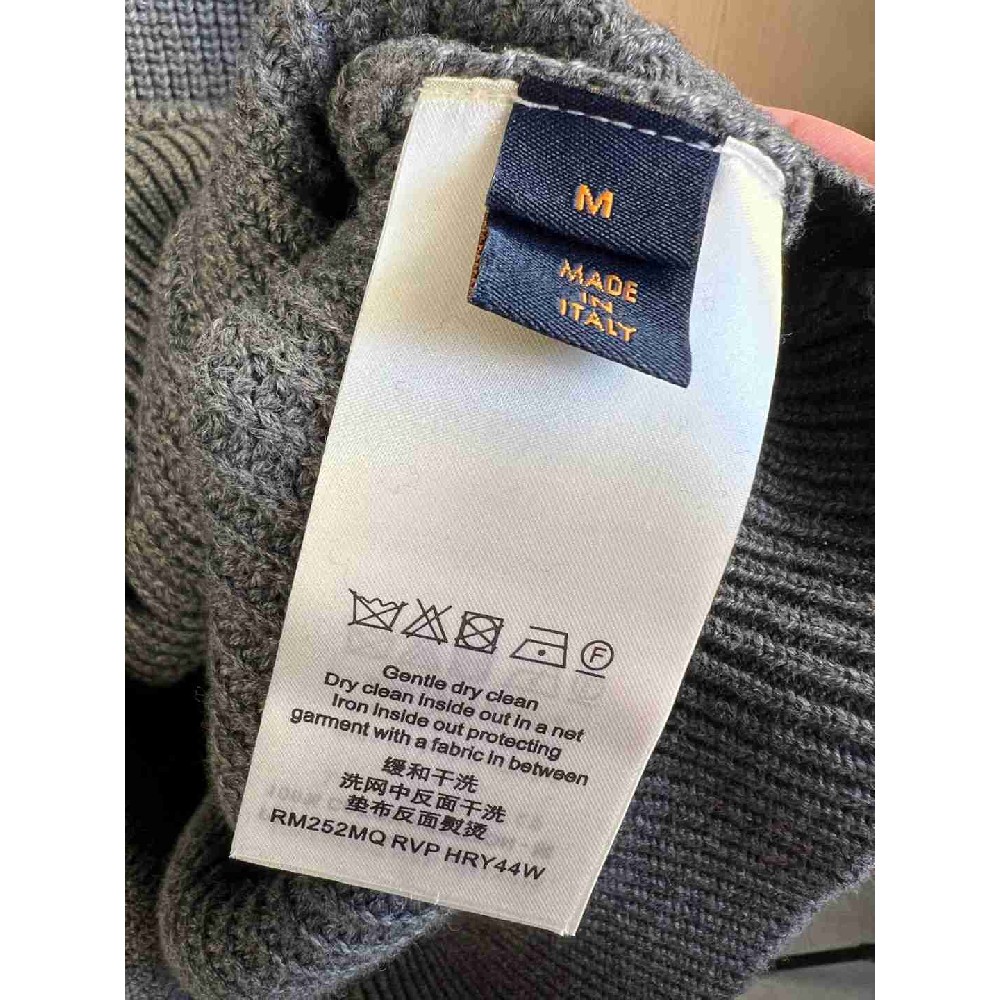 M
MADE
IN
ITALY
F
Gentle dry clean
Dry clean inside out in a net
Iron inside out protecting
garment with a fabric in between
缓和干洗
洗网中反面干洗
垫布反面熨烫
RM252MQ RVP HRY44W